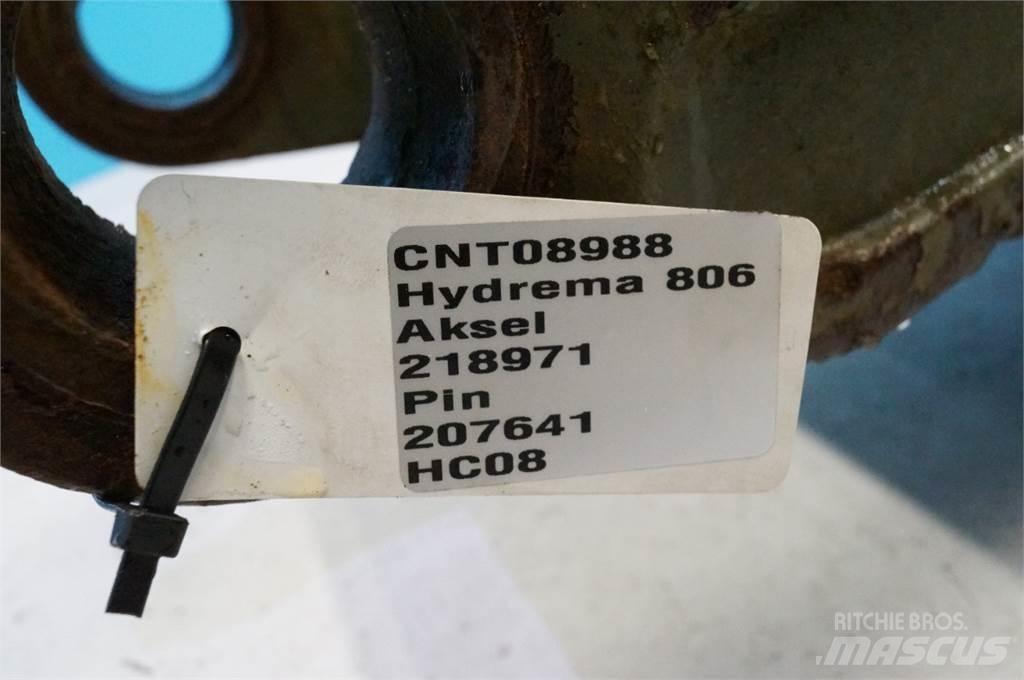 CNT08988
Hydrema 806
Aksel
218971
Pin
207641
HC08
RITCHIE BROS.
MASCUS